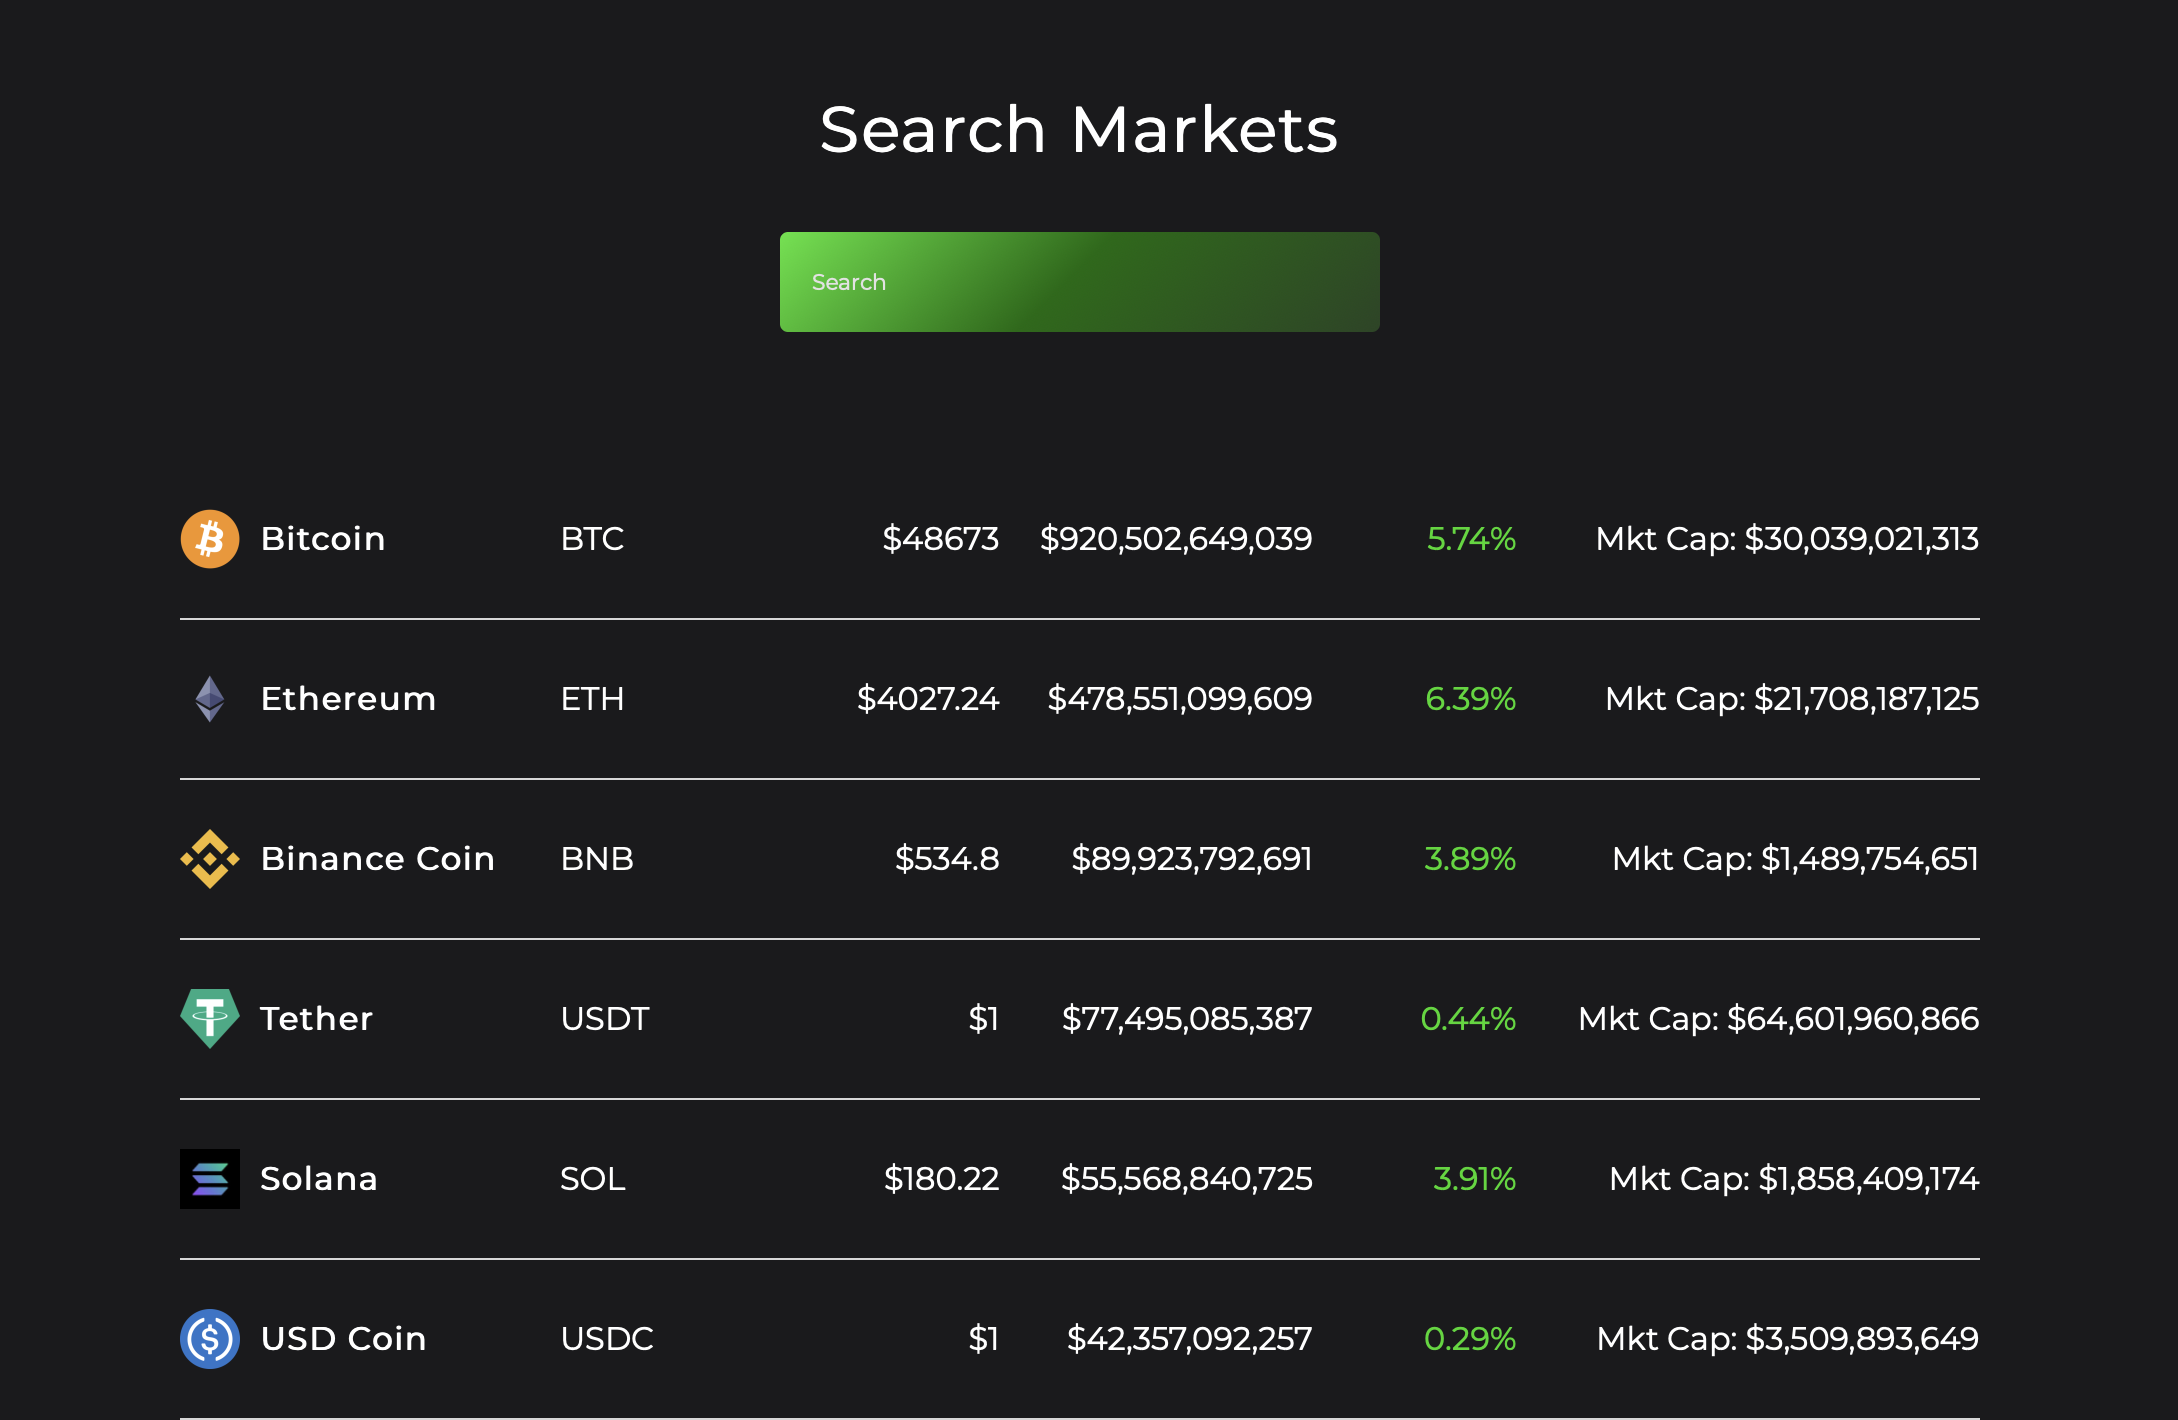 Search Markets
Search
Bitcoin BTC $48673 $920,502,649,039 5.74% Mkt Cap: $30,039,021,313
Ethereum ETH $4027.24 $478,551,099,609 6.39% Mkt Cap: $21,708,187,125
Binance Coin BNB $534.8 $89,923,792,691 3.89% Mkt Cap: $1,489,754,651
Tether USDT $1 $77,495,085,387 0.44% Mkt Cap: $64,601,960,866
Solana SOL $180.22 $55,568,840,725 3.91% Mkt Cap: $1,858,409,174
USD Coin USDC $1 $42,357,092,257 0.29% Mkt Cap: $3,509,893,649